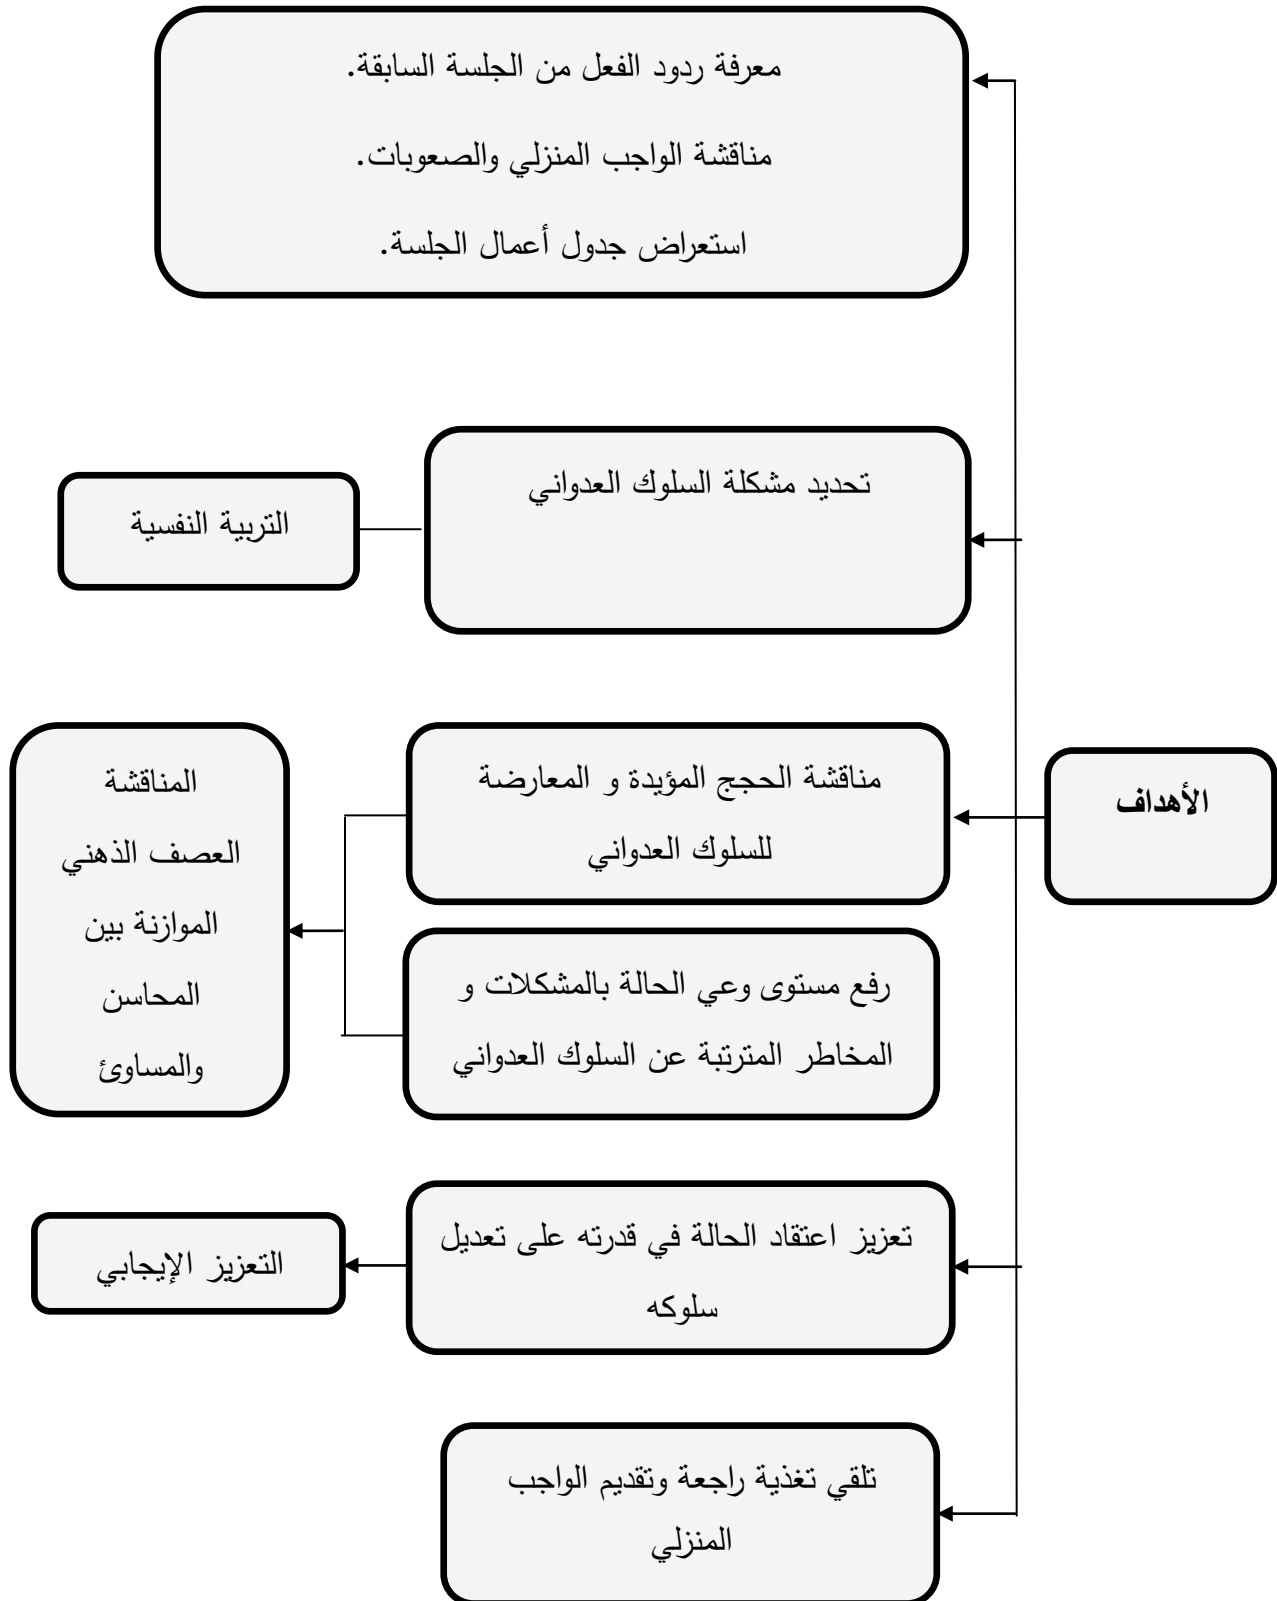 معرفة ردود الفعل من الجلسة السابقة.
مناقشة الواجب المنزلي والصعوبات.
استعراض جدول أعمال الجلسة.
تحديد مشكلة السلوك العدواني
التربية النفسية
الأهداف
مناقشة الحجج المؤيدة و المعارضة
للسلوك العدواني
رفع مستوى وعي الحالة بالمشكلات و
المخاطر المترتبة عن السلوك العدواني
المناقشة
العصف الذهني
الموازنة بين
المحاسن
والمساوئ
تعزيز اعتقاد الحالة في قدرته على تعديل
سلوكه
التعزيز الإيجابي
تلقي تغذية راجعة وتقديم الواجب
المنزلي